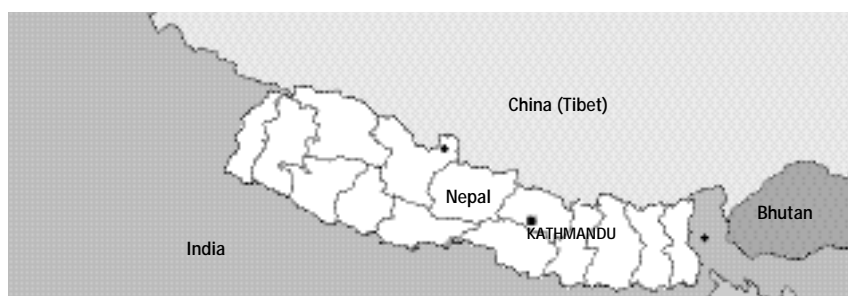 China (Tibet)
Nepal
Bhutan
KATHMANDU
India